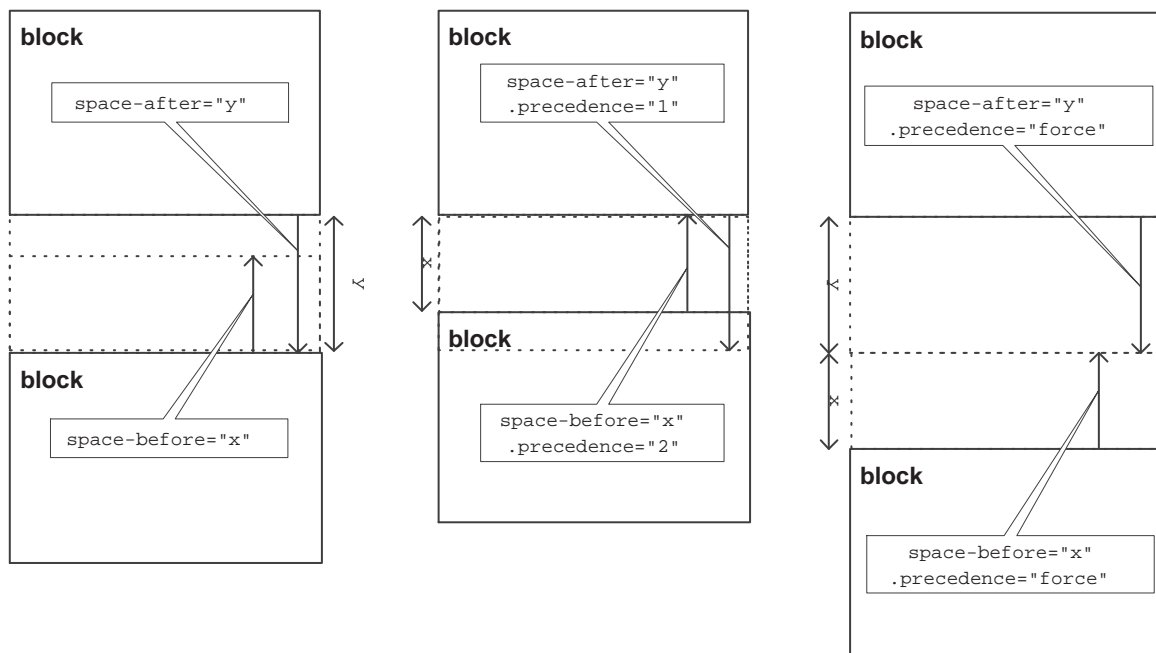 block
space-after="y"
y
block
space-before="x"
block
space-after="y"
.precedence="1"
x
block
space-before="x"
.precedence="2"
block
space-after="y"
.precedence="force"
y
x
block
space-before="x"
.precedence="force"